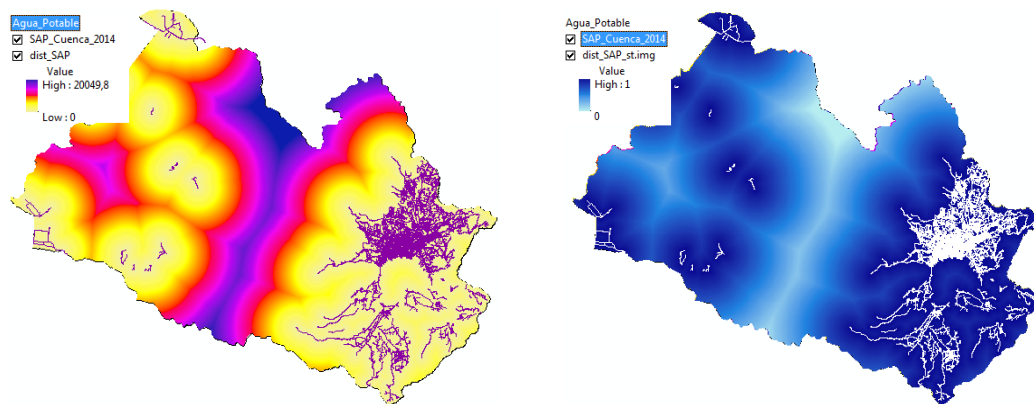 Agua_Potable
SAP_Cuenca_2014
dist_SAP
Value
High : 20049,8
Low : 0
Agua_Potable
SAP_Cuenca_2014
dist_SAP_st.img
Value
High : 1
0